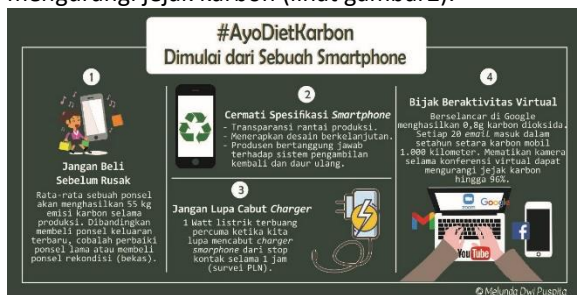 mengurangi jejak karbon (lihat gambar 2).
#AyoDietKarbon
Dimulai dari Sebuah Smartphone
1
Jangan Beli
Sebelum Rusak
Rata-rata sebuah ponsel
akan menghasilkan 55 kg
emisi karbon selama
produksi. Dibandingkan
membeli ponsel keluaran
terbaru, cobalah perbaiki
ponsel lama atau membeli
ponsel rekondisi (bekas).
2
Cermati Spesifikasi Smartphone
- Transparansi rantai produksi.
- Menerapkan desain berkelanjutan.
- Produsen bertanggung jawab
terhadap sistem pengambilan
kembali dan daur ulang.
3
Jangan Lupa Cabut Charger
1 Watt listrik terbuang
percuma ketika kita
lupa mencabut charger
smarphone dari stop
kontak selama 1 jam
(survei PLN).
4
Bijak Beraktivitas Virtual
Berselancar di Google
menghasilkan 0,8g karbon dioksida.
Setiap 20 email masuk dalam
setahun setara karbon mobil
1.000 kilometer. Mematikan kamera
selama konferensi virtual dapat
mengurangi jejak karbon
hingga 96%.
Google
YouTube
© Melynda Dwi Puspita